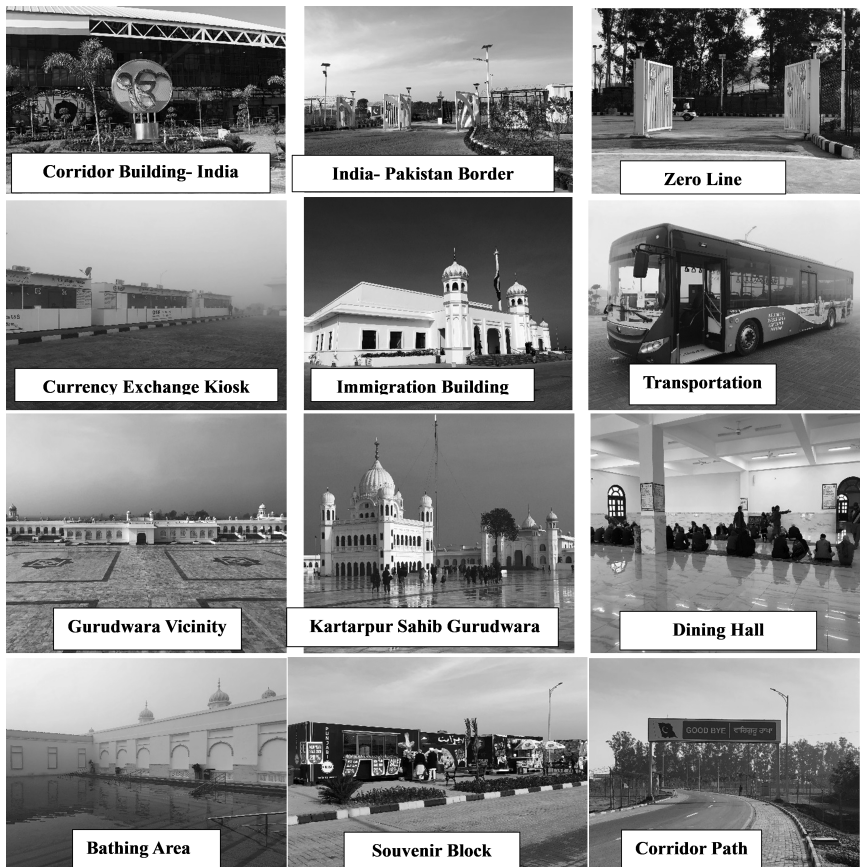 ੴ
Corridor Building- India
India- Pakistan Border
Zero Line
Currency Exchange Kiosk
Immigration Building
Transportation
Gurudwara Vicinity
Kartarpur Sahib Gurudwara
Dining Hall
PUNJAB
GOOD BYE ਵਾਹਿਗੁਰੂ ਰਾਖਾ
Bathing Area
Souvenir Block
Corridor Path